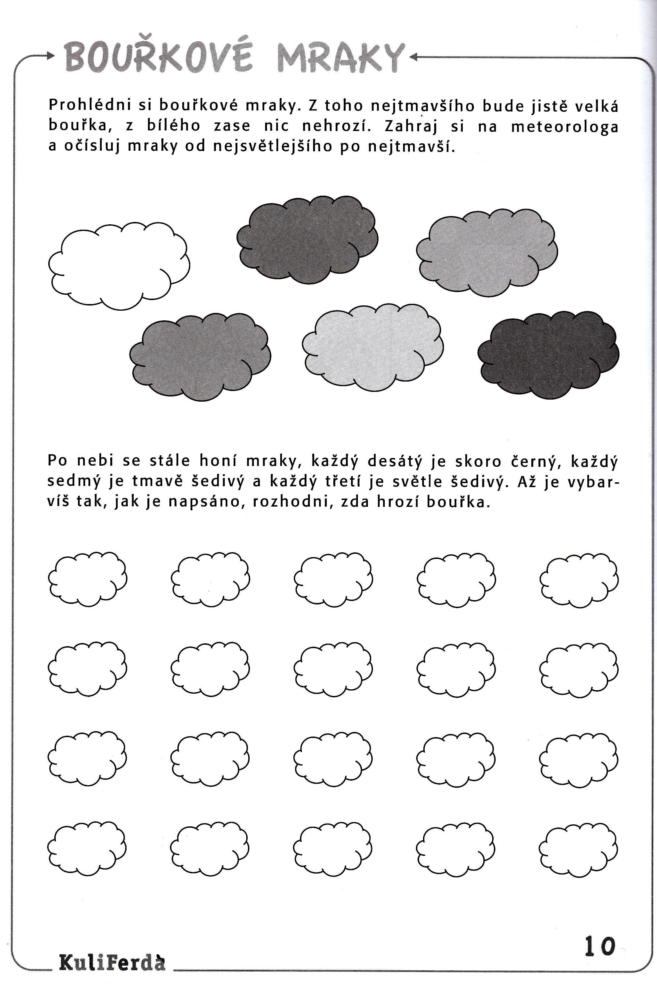 BOUŘKOVÉ MRAKY
Prohlédni si bouřkové mraky. Z toho nejtmavšího bude jistě velká
bouřka, z bílého zase nic nehrozí. Zahraj si na meteorologa
a očísluj mraky od nejsvětlejšího po nejtmavší.
Po nebi se stále honí mraky, každý desátý je skoro černý, každý
sedmý je tmavě šedivý a každý třetí je světle šedivý. Až je vybar-
víš tak, jak je napsáno, rozhodni, zda hrozí bouřka.
10
KuliFerda